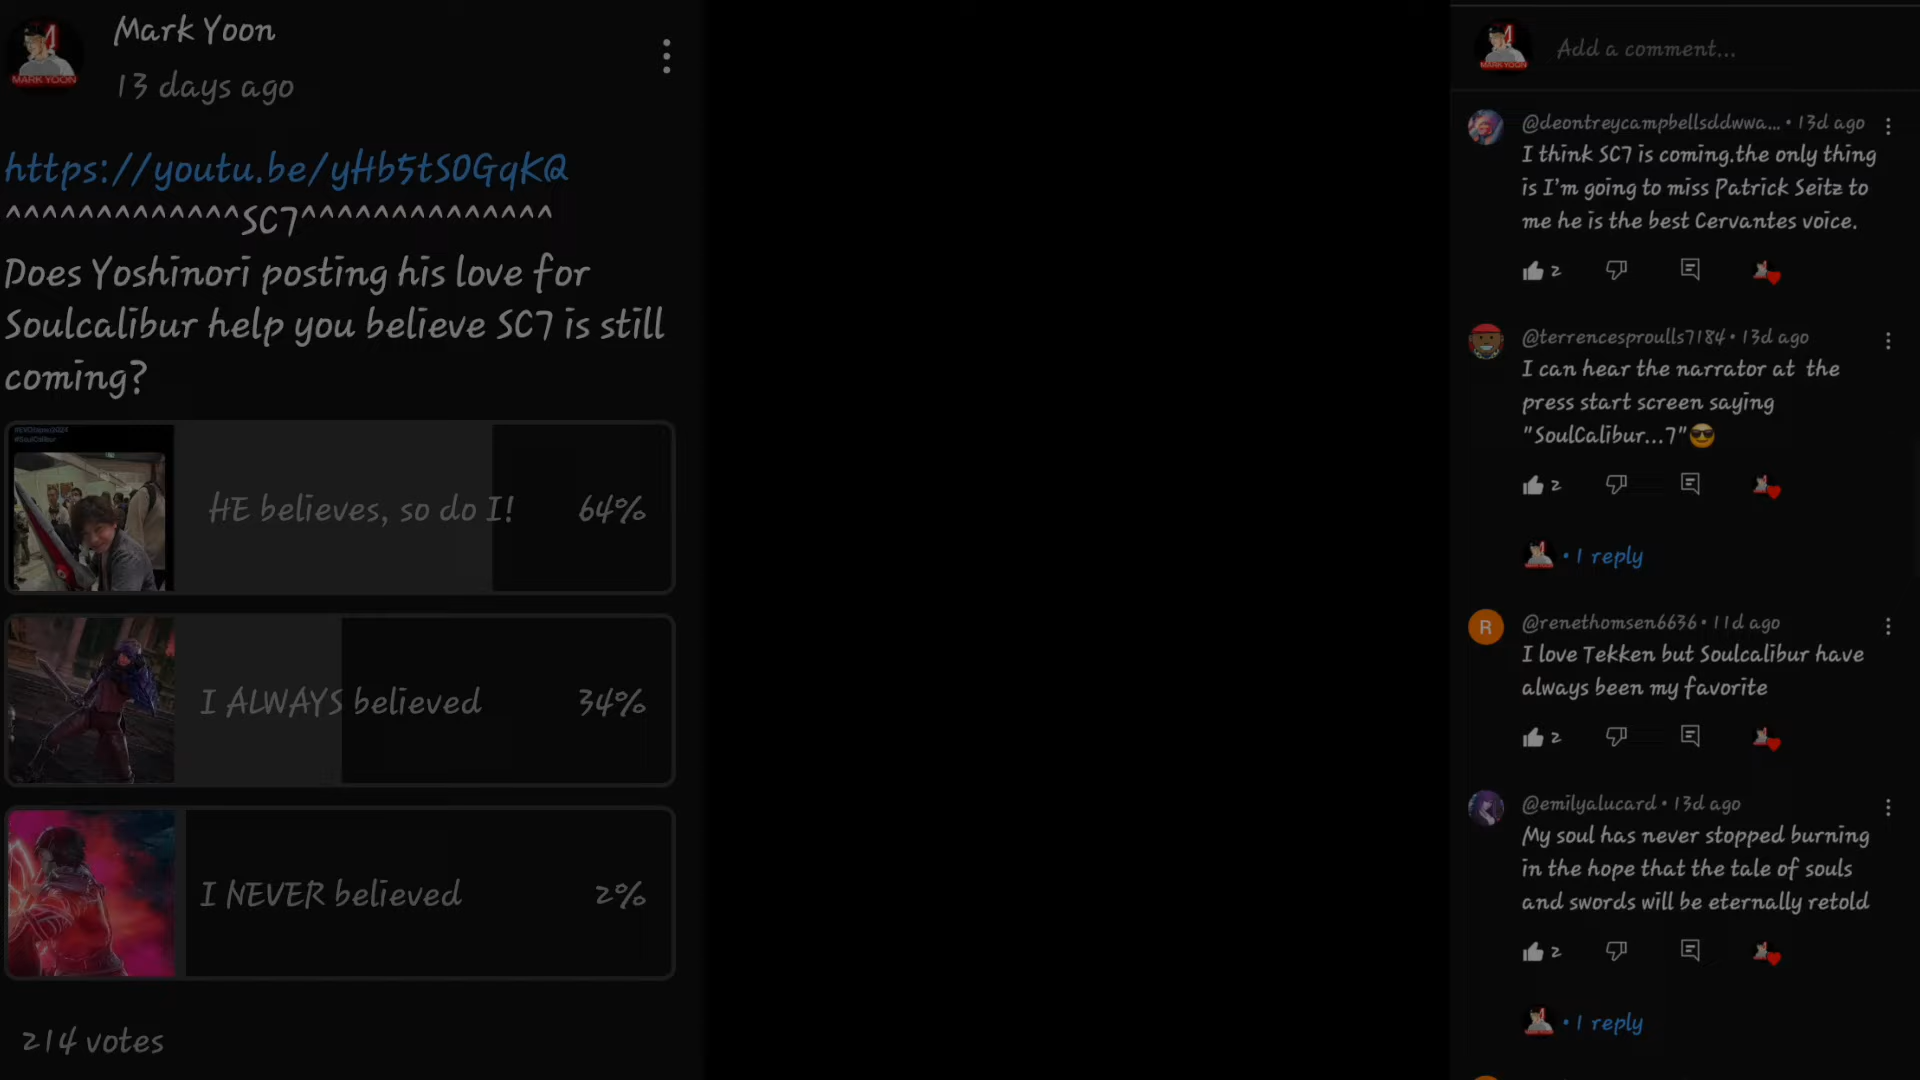 Mark Yoon
13 days ago
https://youtu.be/yHb5tS0GqKQ
^^^^^^^^^^^^^SC7^^^^^^^^^^^^^^
Does Yoshinori posting his love for
Soulcalibur help you believe SC7 is still
coming?
#SoulCalibur
HE believes, so do I! 64%
I ALWAYS believed 34%
I NEVER believed 2%
214 votes
MARK YOON
Add a comment...
@deontreycampbellsddwwa... • 13d ago
I think SC7 is coming.the only thing
is I'm going to miss Patrick Seitz to
me he is the best Cervantes voice.
2
@terrencesproulls7184 • 13d ago
I can hear the narrator at the
press start screen saying
"SoulCalibur...7"😎
2
• 1 reply
R
@renethomsen6636 • 11d ago
I love Tekken but Soulcalibur have
always been my favorite
2
@emilyalucard • 13d ago
My soul has never stopped burning
in the hope that the tale of souls
and swords will be eternally retold
2
• 1 reply